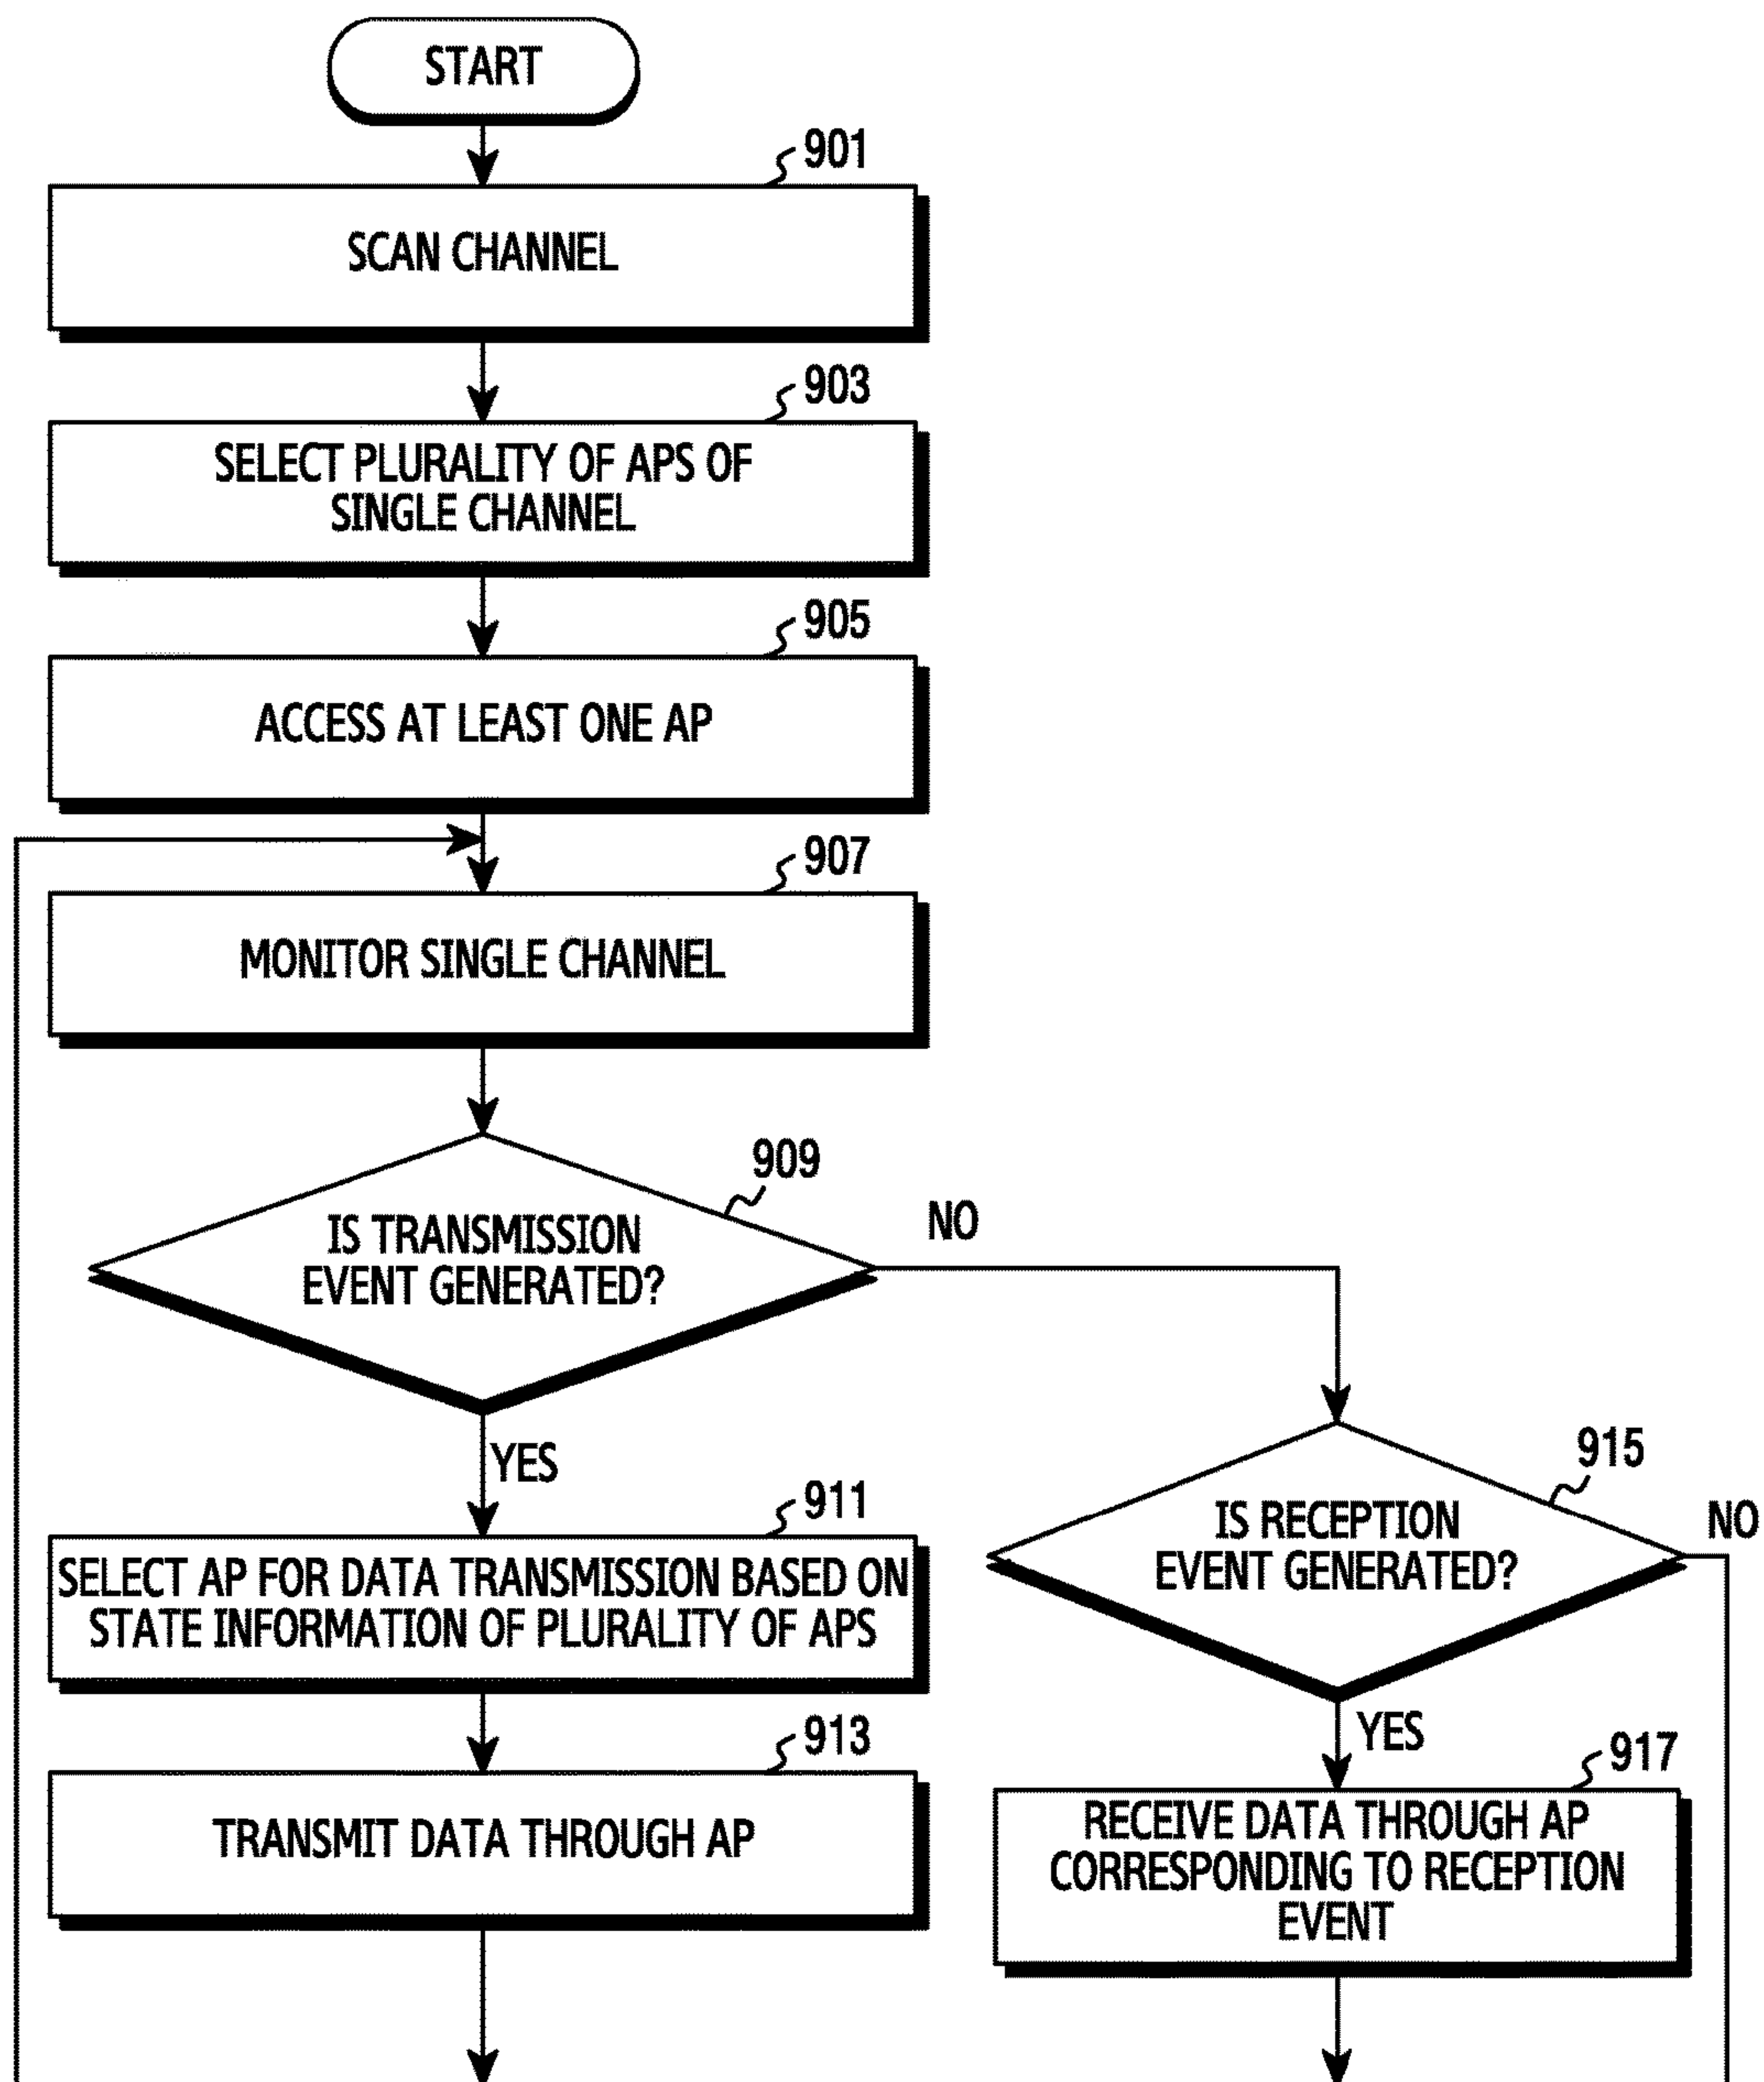 START
901
SCAN CHANNEL
903
SELECT PLURALITY OF APS OF
SINGLE CHANNEL
905
ACCESS AT LEAST ONE AP
907
MONITOR SINGLE CHANNEL
909
IS TRANSMISSION
EVENT GENERATED?
NO
YES
911
SELECT AP FOR DATA TRANSMISSION BASED ON
STATE INFORMATION OF PLURALITY OF APS
913
TRANSMIT DATA THROUGH AP
915
IS RECEPTION
EVENT GENERATED?
NO
YES
917
RECEIVE DATA THROUGH AP
CORRESPONDING TO RECEPTION
EVENT